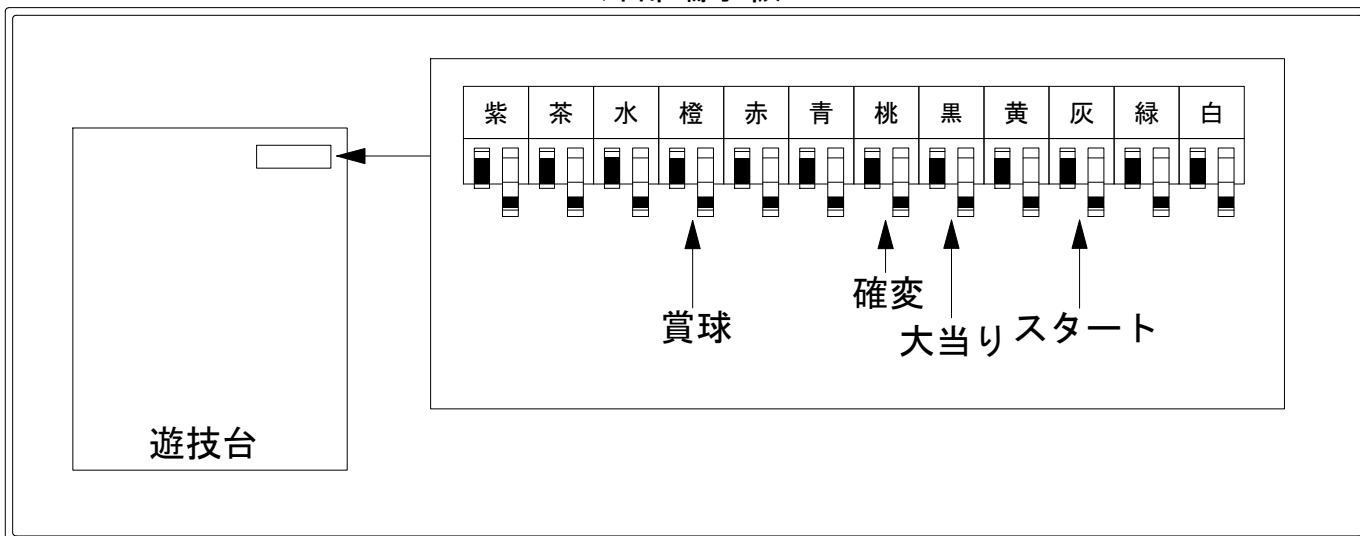 紫 茶 水 橙 赤 青 桃 黒 黄 灰 緑 白
確変
賞球
大当り
スタート
遊技台